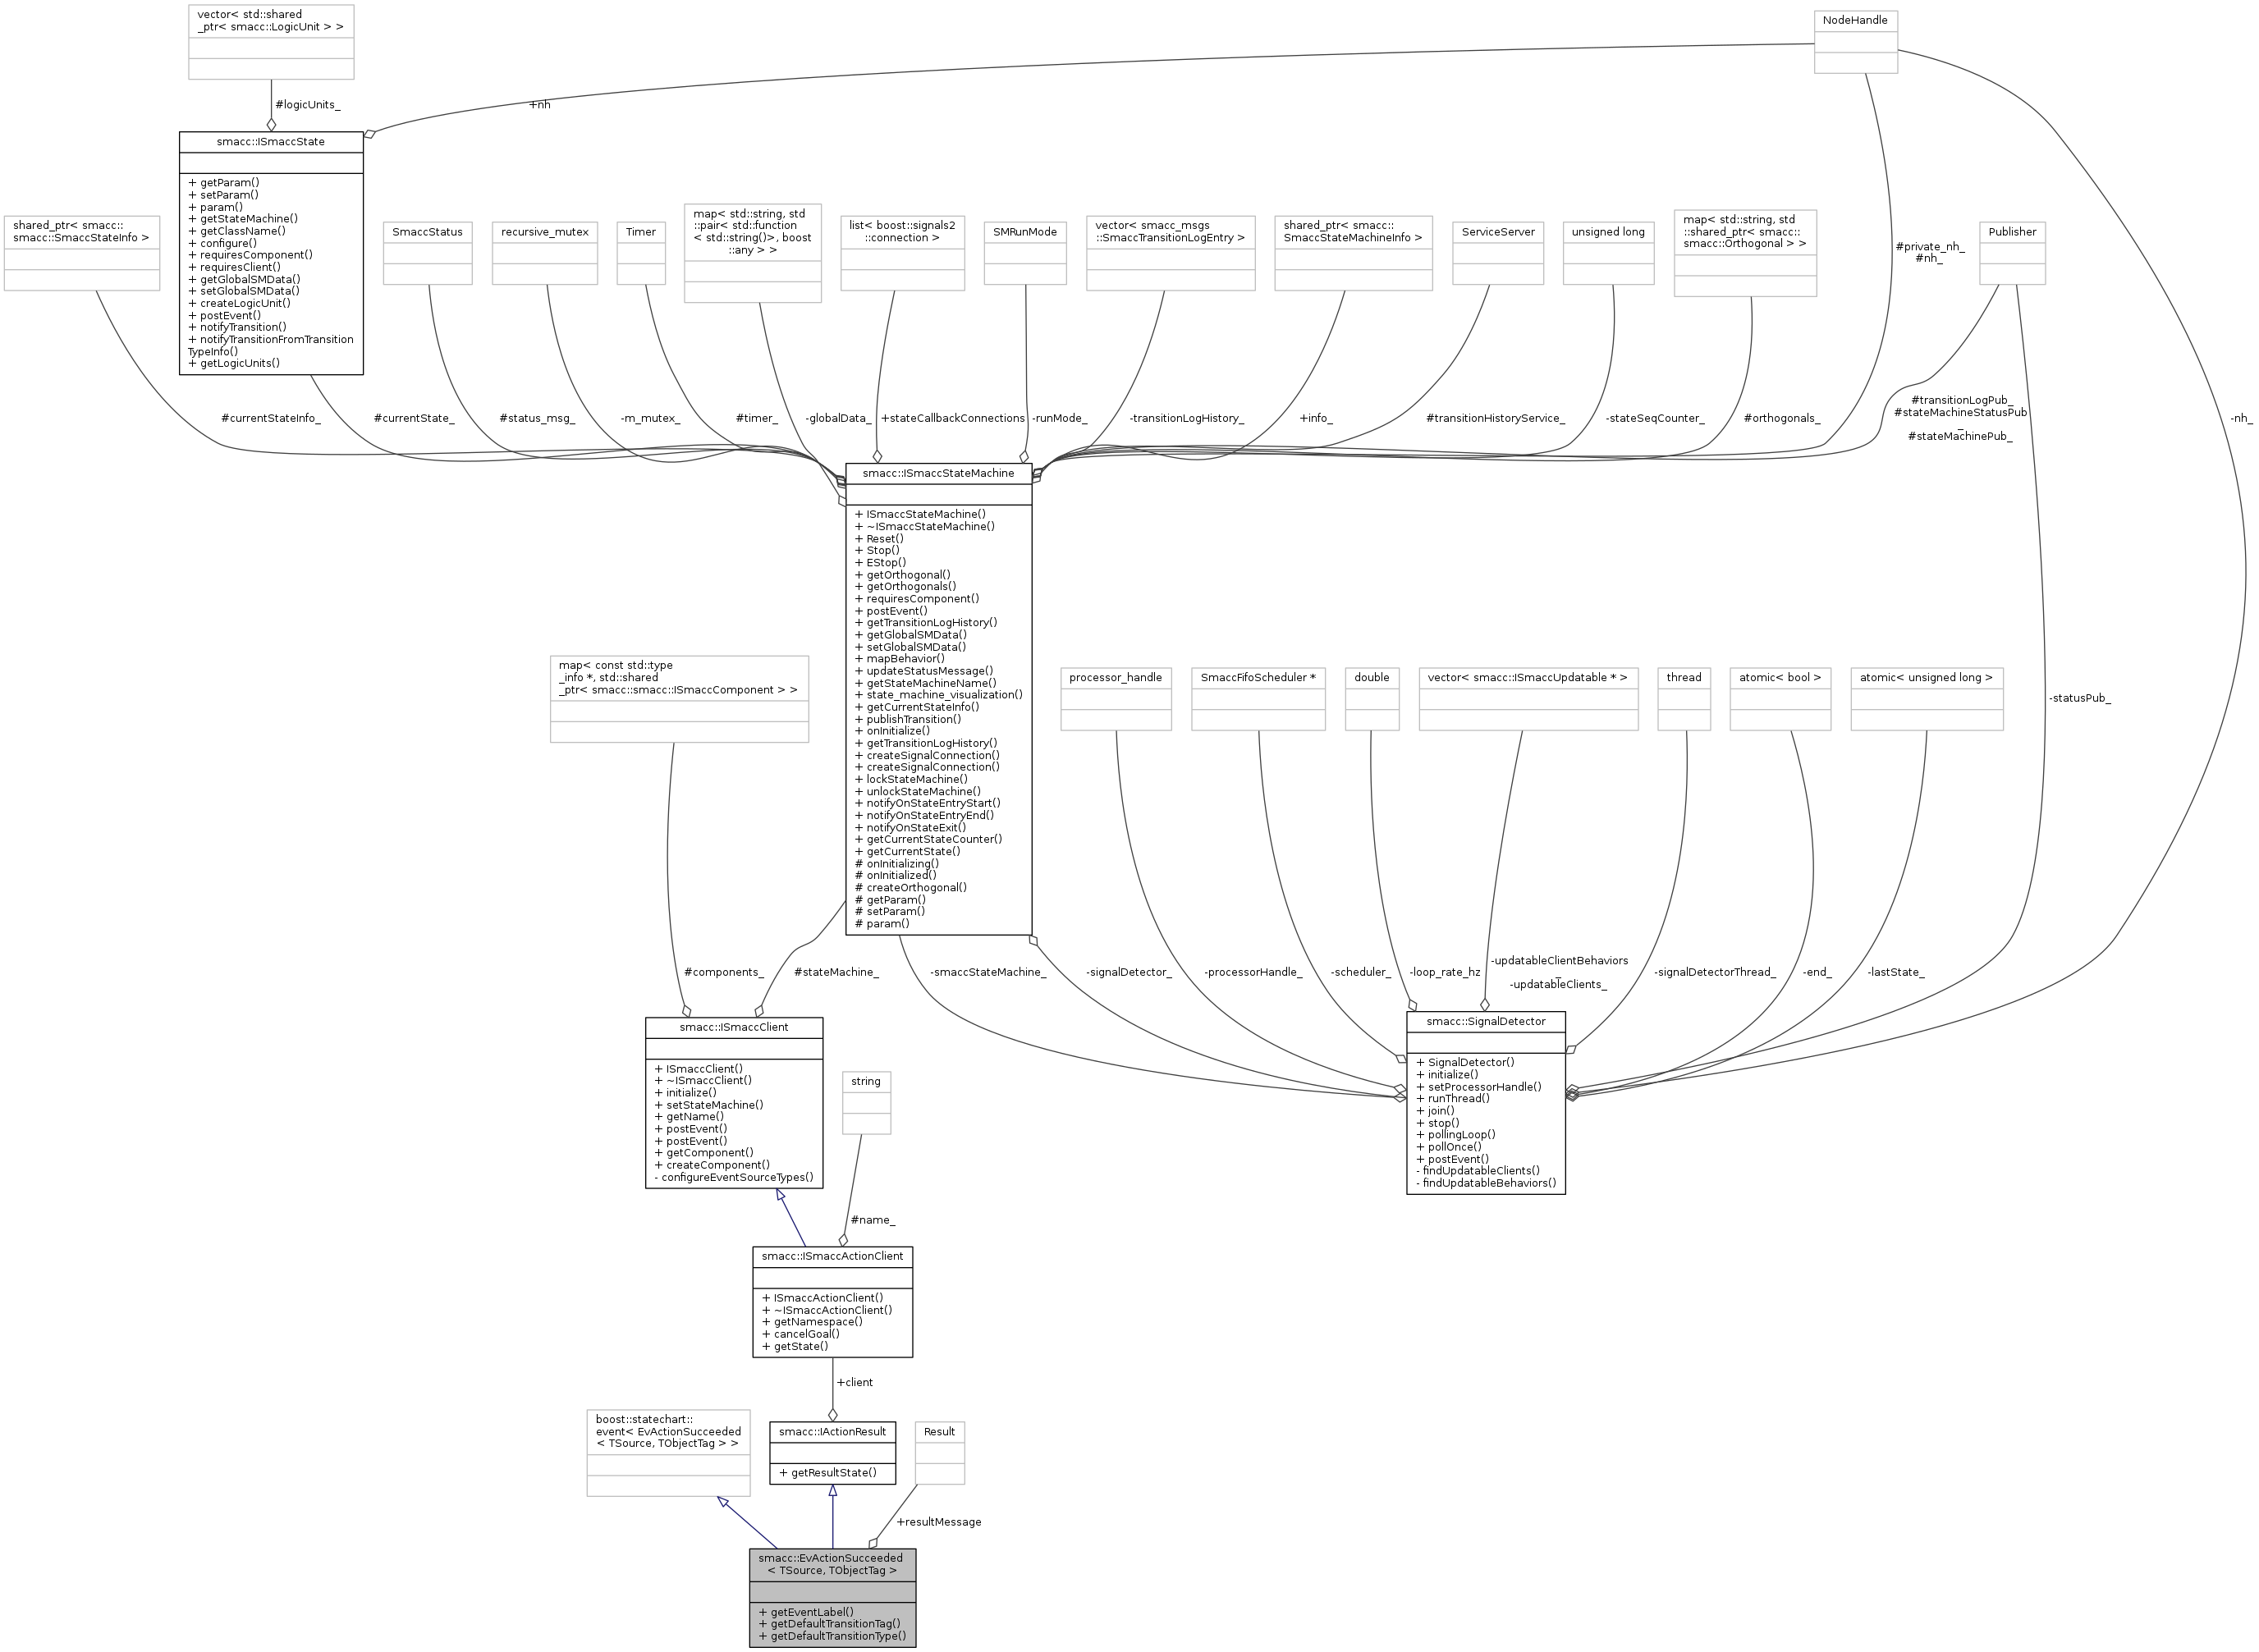 vector< std::shared
_ptr< smacc::LogicUnit > >
NodeHandle
#logicUnits_
+nh
smacc::ISmaccState
+ getParam()
+ setParam()
+ param()
+ getStateMachine()
+ getClassName()
+ configure()
+ requiresComponent()
+ requiresClient()
+ getGlobalSMData()
+ setGlobalSMData()
+ createLogicUnit()
+ postEvent()
+ notifyTransition()
+ notifyTransitionFromTransition
TypeInfo()
+ getLogicUnits()
shared_ptr< smacc::
smacc::SmaccStateInfo >
SmaccStatus
recursive_mutex
Timer
map< std::string, std
::pair< std::function
< std::string()>, boost
::any > >
list< boost::signals2
::connection >
SMRunMode
vector< smacc_msgs
::SmaccTransitionLogEntry >
shared_ptr< smacc::
SmaccStateMachineInfo >
ServiceServer
unsigned long
map< std::string, std
::shared_ptr< smacc::
smacc::Orthogonal > >
#private_nh_
#nh_
Publisher
#currentStateInfo_
#currentState_
#status_msg_
-m_mutex_
#timer_
-globalData_
+stateCallbackConnections
-runMode_
-transitionLogHistory_
+info_
#transitionHistoryService_
-stateSeqCounter_
#orthogonals_
#transitionLogPub_
#stateMachineStatusPub
_
#stateMachinePub_
-nh_
smacc::ISmaccStateMachine
+ ISmaccStateMachine()
+ ~ISmaccStateMachine()
+ Reset()
+ Stop()
+ EStop()
+ getOrthogonal()
+ getOrthogonals()
+ requiresComponent()
+ postEvent()
+ getTransitionLogHistory()
+ getGlobalSMData()
+ setGlobalSMData()
+ mapBehavior()
+ updateStatusMessage()
+ getStateMachineName()
+ state_machine_visualization()
+ getCurrentStateInfo()
+ publishTransition()
+ onInitialize()
+ getTransitionLogHistory()
+ createSignalConnection()
+ createSignalConnection()
+ lockStateMachine()
+ unlockStateMachine()
+ notifyOnStateEntryStart()
+ notifyOnStateEntryEnd()
+ notifyOnStateExit()
+ getCurrentStateCounter()
+ getCurrentState()
# onInitializing()
# onInitialized()
# createOrthogonal()
# getParam()
# setParam()
# param()
map< const std::type
_info *, std::shared
_ptr< smacc::smacc::ISmaccComponent > >
processor_handle
SmaccFifoScheduler *
double
vector< smacc::ISmaccUpdatable * >
thread
atomic< bool >
atomic< unsigned long >
-statusPub_
#components_
#stateMachine_
-smaccStateMachine_
-signalDetector_
-processorHandle_
-scheduler_
-loop_rate_hz
-updatableClientBehaviors
_
-updatableClients_
-signalDetectorThread_
-end_
-lastState_
smacc::ISmaccClient
+ ISmaccClient()
+ ~ISmaccClient()
+ initialize()
+ setStateMachine()
+ getName()
+ postEvent()
+ postEvent()
+ getComponent()
+ createComponent()
- configureEventSourceTypes()
string
smacc::SignalDetector
+ SignalDetector()
+ initialize()
+ setProcessorHandle()
+ runThread()
+ join()
+ stop()
+ pollingLoop()
+ pollOnce()
+ postEvent()
- findUpdatableClients()
- findUpdatableBehaviors()
#name_
smacc::ISmaccActionClient
+ ISmaccActionClient()
+ ~ISmaccActionClient()
+ getNamespace()
+ cancelGoal()
+ getState()
+client
boost::statechart::
event< EvActionSucceeded
< TSource, TObjectTag > >
smacc::IActionResult
+ getResultState()
Result
+resultMessage
smacc::EvActionSucceeded
< TSource, TObjectTag >
+ getEventLabel()
+ getDefaultTransitionTag()
+ getDefaultTransitionType()